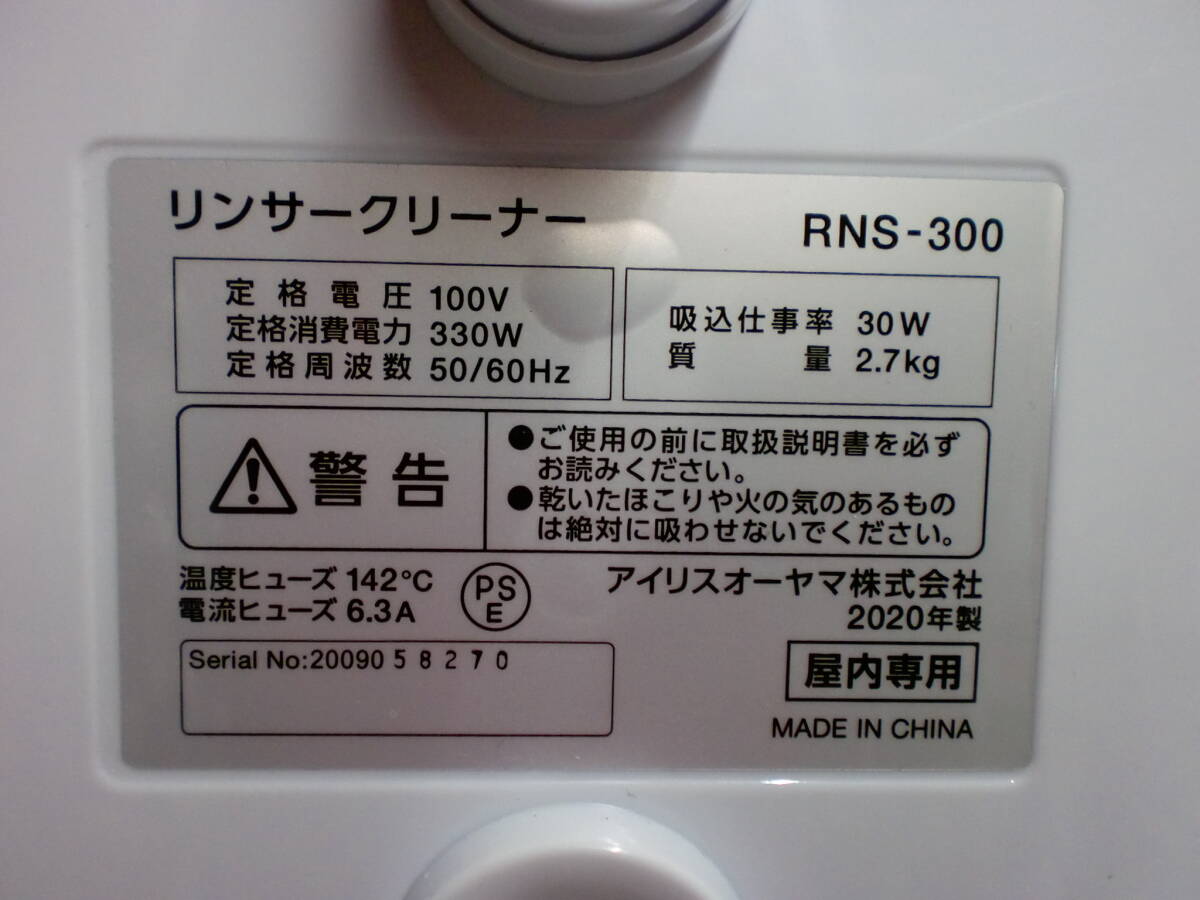 リンサークリーナー RNS-300
定格電圧 100V
定格消費電力 330W
定格周波数 50/60Hz
吸込仕事率 30W
質量 2.7kg
警告
●ご使用の前に取扱説明書を必ず
お読みください。
●乾いたほこりや火の気のあるもの
は絶対に吸わせないでください。
温度ヒューズ 142℃
電流ヒューズ 6.3A
PS
E
アイリスオーヤマ株式会社
2020年製
Serial No:2009058270
屋内専用
MADE IN CHINA